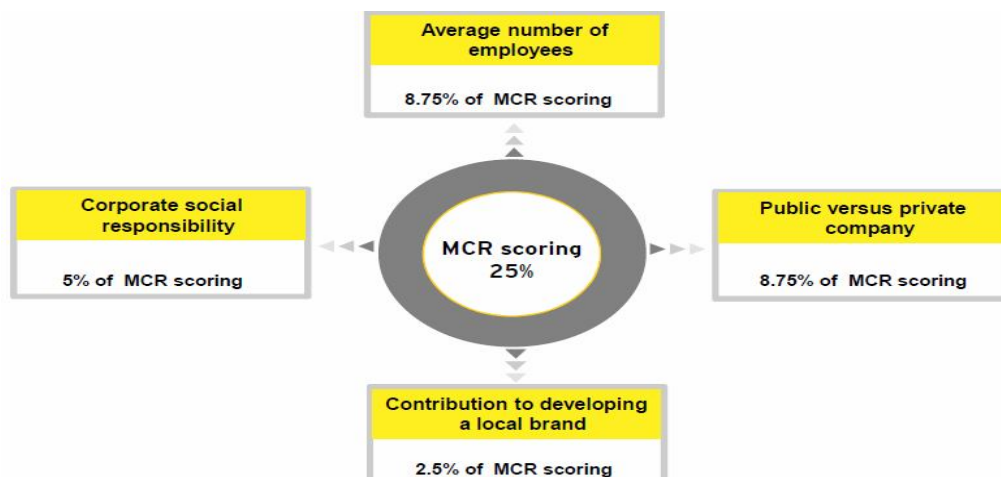 Average number of
employees
8.75% of MCR scoring
Corporate social
responsibility
5% of MCR scoring
MCR scoring
25%
Public versus private
company
8.75% of MCR scoring
Contribution to developing
a local brand
2.5% of MCR scoring